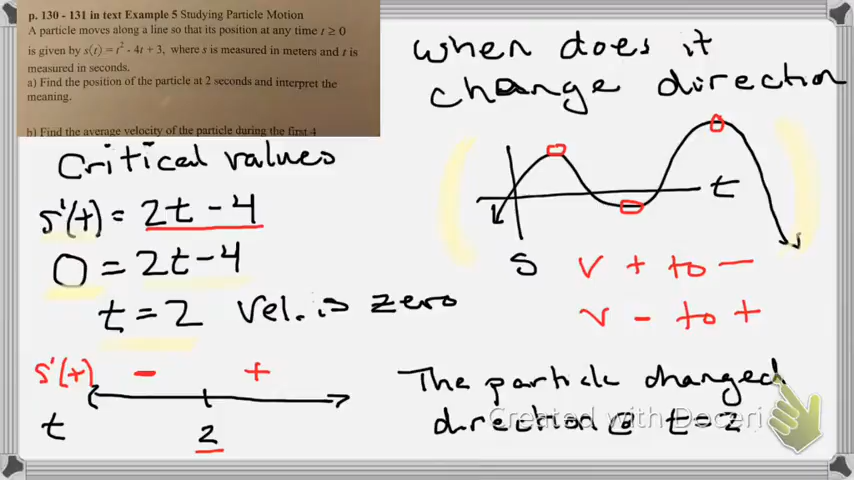 p. 130 - 131 in text Example 5 Studying Particle Motion
A particle moves along a line so that its position at any time t ≥ 0
is given by s(t) = t² - 4t + 3, where s is measured in meters and t is
measured in seconds.
a) Find the position of the particle at 2 seconds and interpret the
meaning.
b) Find the average velocity of the particle during the first 4
when does it
change direction
Critical values
s'(t) = 2t - 4
0 = 2t - 4
t = 2 Vel. is zero
s'(t) - +
t
2
t
S
v + to -
v - to +
The particle changed
direction @ t=2
Created with Doceri